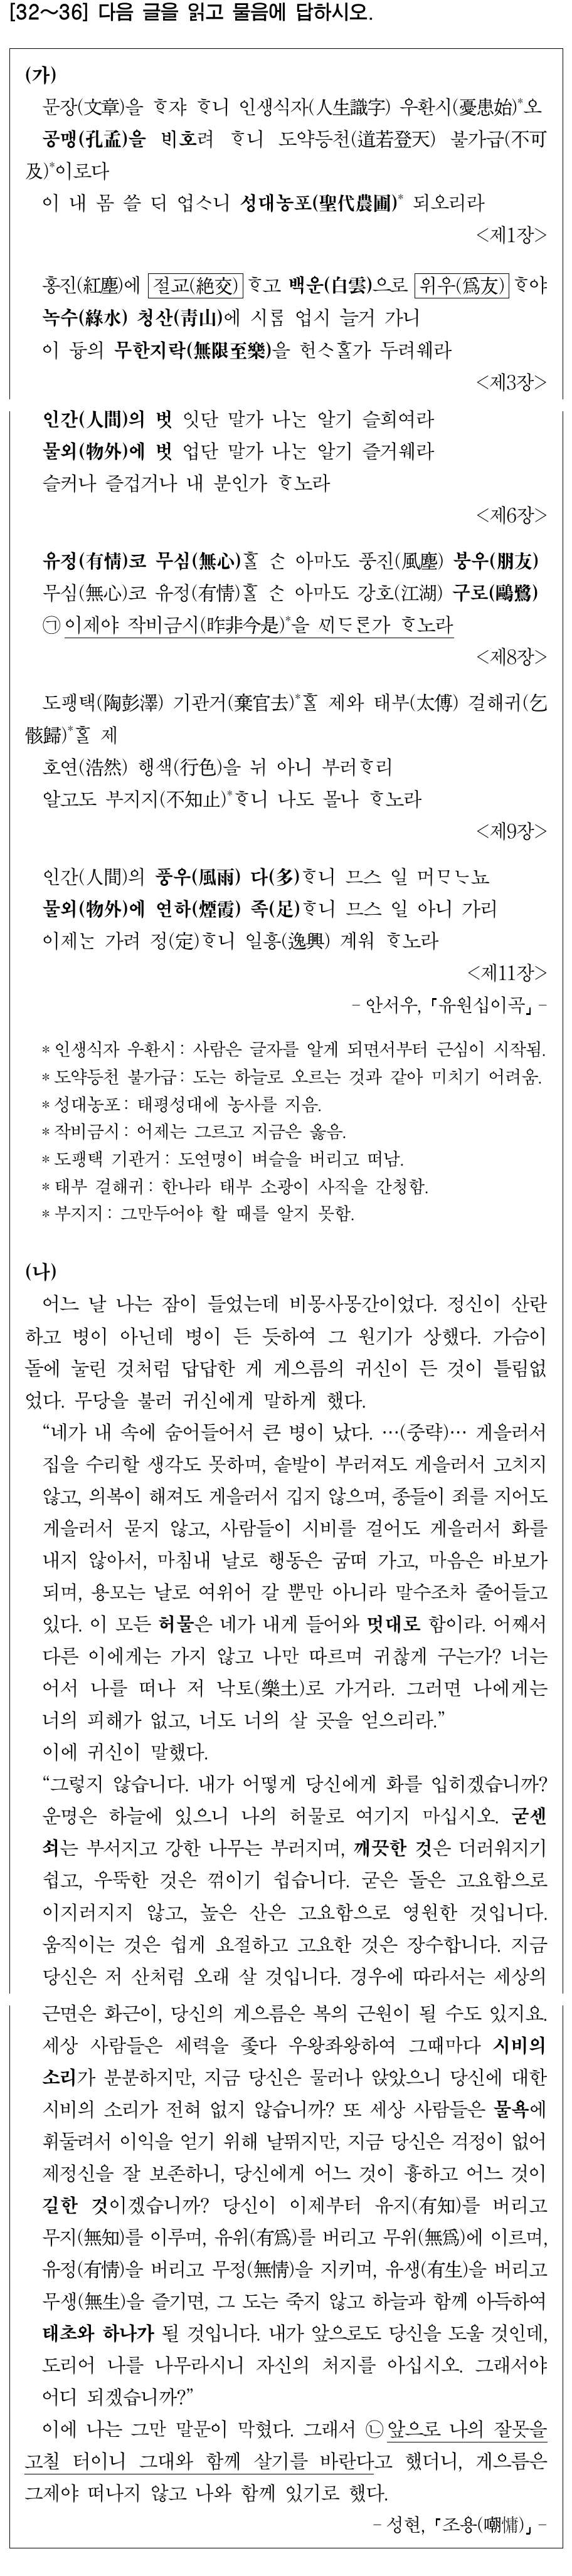 [32~36] 다음 글을 읽고 물음에 답하시오.
(가)
문장(文章)을 ᄒᆞ쟈 ᄒᆞ니 인생식자(人生識字) 우환시(憂患始)*오
공맹(孔孟)을 ᄇᆡ호려 ᄒᆞ니 도약등천(道若登天) 불가급(不可
及)*이로다
이 내 몸 쓸 ᄃᆡ 업스니 성대농포(聖代農圃)* 되오리라
<제1장>
홍진(紅塵)에 절교(絶交)ᄒᆞ고 백운(白雲)으로 위우(爲友)ᄒᆞ야
녹수(綠水) 청산(靑山)에 시름 업시 늘거 가니
이 듕의 무한지락(無限至樂)을 헌ᄉᆞᄒᆞᆯ가 두려웨라
<제3장>
인간(人間)의 벗 잇단 말가 나ᄂᆞᆫ 알기 슬희여라
물외(物外)에 벗 업단 말가 나ᄂᆞᆫ 알기 즐거웨라
슬커나 즐겁거나 내 분인가 ᄒᆞ노라
<제6장>
유정(有情)코 무심(無心)ᄒᆞᆯ ᄉᆞᆫ 아마도 풍진(風塵) 붕우(朋友)
무심(無心)코 유정(有情)ᄒᆞᆯ ᄉᆞᆫ 아마도 강호(江湖) 구로(鷗鷺)
㉠이제야 작비금시(昨非今是)*을 ᄭᆡᄃᆞ론가 ᄒᆞ노라
<제8장>
도팽택(陶彭澤) 기관거(棄官去)*ᄒᆞᆯ 제와 태부(太傅) 걸해귀(乞
骸歸)*ᄒᆞᆯ 제
호연(浩然) 행색(行色)을 뉘 아니 부러ᄒᆞ리
알고도 부지지(不知止)*ᄒᆞ니 나도 몰나 ᄒᆞ노라
<제9장>
인간(人間)의 풍우(風雨) 다(多)ᄒᆞ니 므스 일 머므ᄂᆞ뇨
물외(物外)에 연하(煙霞) 족(足)ᄒᆞ니 므스 일 아니 가리
이제ᄂᆞᆫ 가려 정(定)ᄒᆞ니 일흥(逸興) 계워 ᄒᆞ노라
<제11장>
- 안서우, 「유원십이곡」 -
* 인생식자 우환시 : 사람은 글자를 알게 되면서부터 근심이 시작됨.
* 도약등천 불가급 : 도는 하늘로 오르는 것과 같아 미치기 어려움.
* 성대농포 : 태평성대에 농사를 지음.
* 작비금시 : 어제는 그르고 지금은 옳음.
* 도팽택 기관거 : 도연명이 벼슬을 버리고 떠남.
* 태부 걸해귀 : 한나라 태부 소광이 사직을 간청함.
* 부지지 : 그만두어야 할 때를 알지 못함.
(나)
어느 날 나는 잠이 들었는데 비몽사몽간이었다. 정신이 산란
하고 병이 아닌데 병이 든 듯하여 그 원기가 상했다. 가슴이
돌에 눌린 것처럼 답답한 게 게으름의 귀신이 든 것이 틀림없
었다. 무당을 불러 귀신에게 말하게 했다.
“네가 내 속에 숨어들어서 큰 병이 났다. …(중략)… 게을러서
집을 수리할 생각도 못하며, 솥발이 부러져도 게을러서 고치지
않고, 의복이 해져도 게을러서 깁지 않으며, 종들이 죄를 지어도
게을러서 묻지 않고, 사람들이 시비를 걸어도 게을러서 화를
내지 않아서, 마침내 날로 행동은 굼떠 가고, 마음은 바보가
되며, 용모는 날로 여위어 갈 뿐만 아니라 말수조차 줄어들고
있다. 이 모든 허물은 네가 내게 들어와 멋대로 함이라. 어째서
다른 이에게는 가지 않고 나만 따르며 귀찮게 구는가? 너는
어서 나를 떠나 저 낙토(樂土)로 가거라. 그러면 나에게는
너의 피해가 없고, 너도 너의 살 곳을 얻으리라.”
이에 귀신이 말했다.
“그렇지 않습니다. 내가 어떻게 당신에게 화를 입히겠습니까?
운명은 하늘에 있으니 나의 허물로 여기지 마십시오. 굳센
쇠는 부서지고 강한 나무는 부러지며, 깨끗한 것은 더러워지기
쉽고, 우뚝한 것은 꺾이기 쉽습니다. 굳은 돌은 고요함으로
이지러지지 않고, 높은 산은 고요함으로 영원한 것입니다.
움직이는 것은 쉽게 요절하고 고요한 것은 장수합니다. 지금
당신은 저 산처럼 오래 살 것입니다. 경우에 따라서는 세상의
근면은 화근이, 당신의 게으름은 복의 근원이 될 수도 있지요.
세상 사람들은 세력을 좇다 우왕좌왕하여 그때마다 시비의
소리가 분분하지만, 지금 당신은 물러나 앉았으니 당신에 대한
시비의 소리가 전혀 없지 않습니까? 또 세상 사람들은 물욕에
휘둘려서 이익을 얻기 위해 날뛰지만, 지금 당신은 걱정이 없어
제정신을 잘 보존하니, 당신에게 어느 것이 흉하고 어느 것이
길한 것이겠습니까? 당신이 이제부터 유지(有知)를 버리고
무지(無知)를 이루며, 유위(有爲)를 버리고 무위(無爲)에 이르며,
유정(有情)을 버리고 무정(無情)을 지키며, 유생(有生)을 버리고
무생(無生)을 즐기면, 그 도는 죽지 않고 하늘과 함께 아득하여
태초와 하나가 될 것입니다. 내가 앞으로도 당신을 도울 것인데,
도리어 나를 나무라시니 자신의 처지를 아십시오. 그래서야
어디 되겠습니까?”
이에 나는 그만 말문이 막혔다. 그래서 ㉡앞으로 나의 잘못을
고칠 터이니 그대와 함께 살기를 바란다고 했더니, 게으름은
그제야 떠나지 않고 나와 함께 있기로 했다.
- 성현, 「조용(嘲慵)」 -